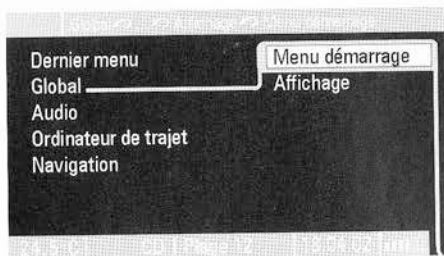 Dernier menu
Global
Audio
Ordinateur de trajet
Navigation
Menu démarrage
Affichage